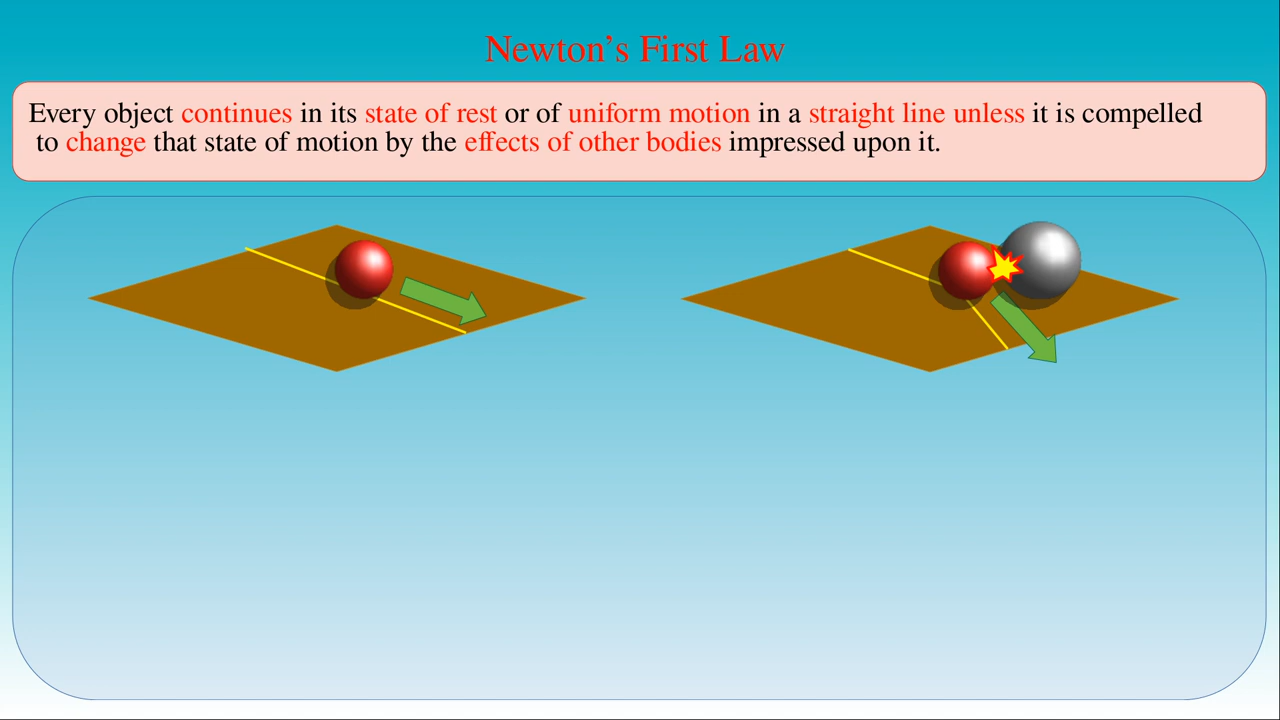 Newton’s First Law
Every object continues in its state of rest or of uniform motion in a straight line unless it is compelled
to change that state of motion by the effects of other bodies impressed upon it.